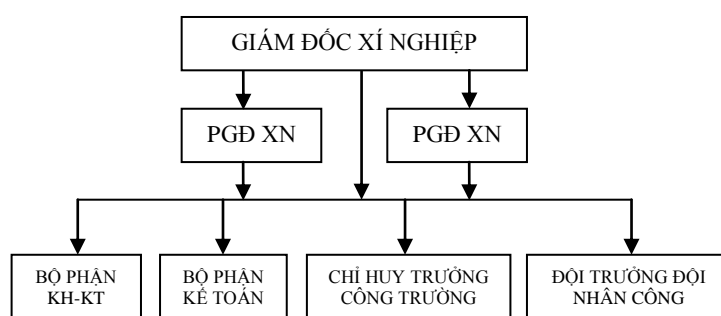 GIÁM ĐỐC XÍ NGHIỆP
PGĐ XN
PGĐ XN
BỘ PHẬN
KH-KT
BỘ PHẬN
KẾ TOÁN
CHỈ HUY TRƯỞNG
CÔNG TRƯỜNG
ĐỘI TRƯỞNG ĐỘI
NHÂN CÔNG